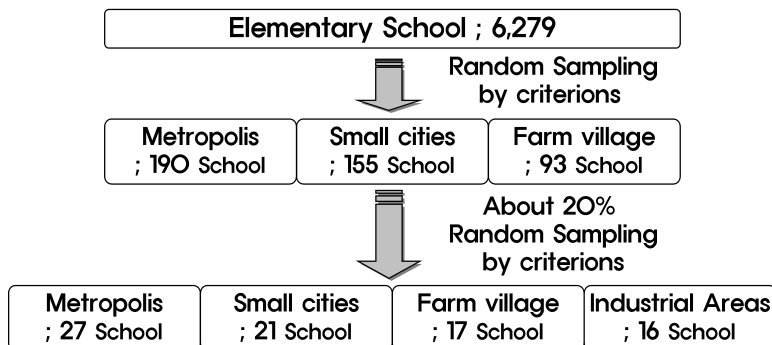 Elementary School ; 6,279
Random Sampling
by criterions
Metropolis
; 190 School
Small cities
; 155 School
Farm village
; 93 School
About 20%
Random Sampling
by criterions
Metropolis
; 27 School
Small cities
; 21 School
Farm village
; 17 School
Industrial Areas
; 16 School